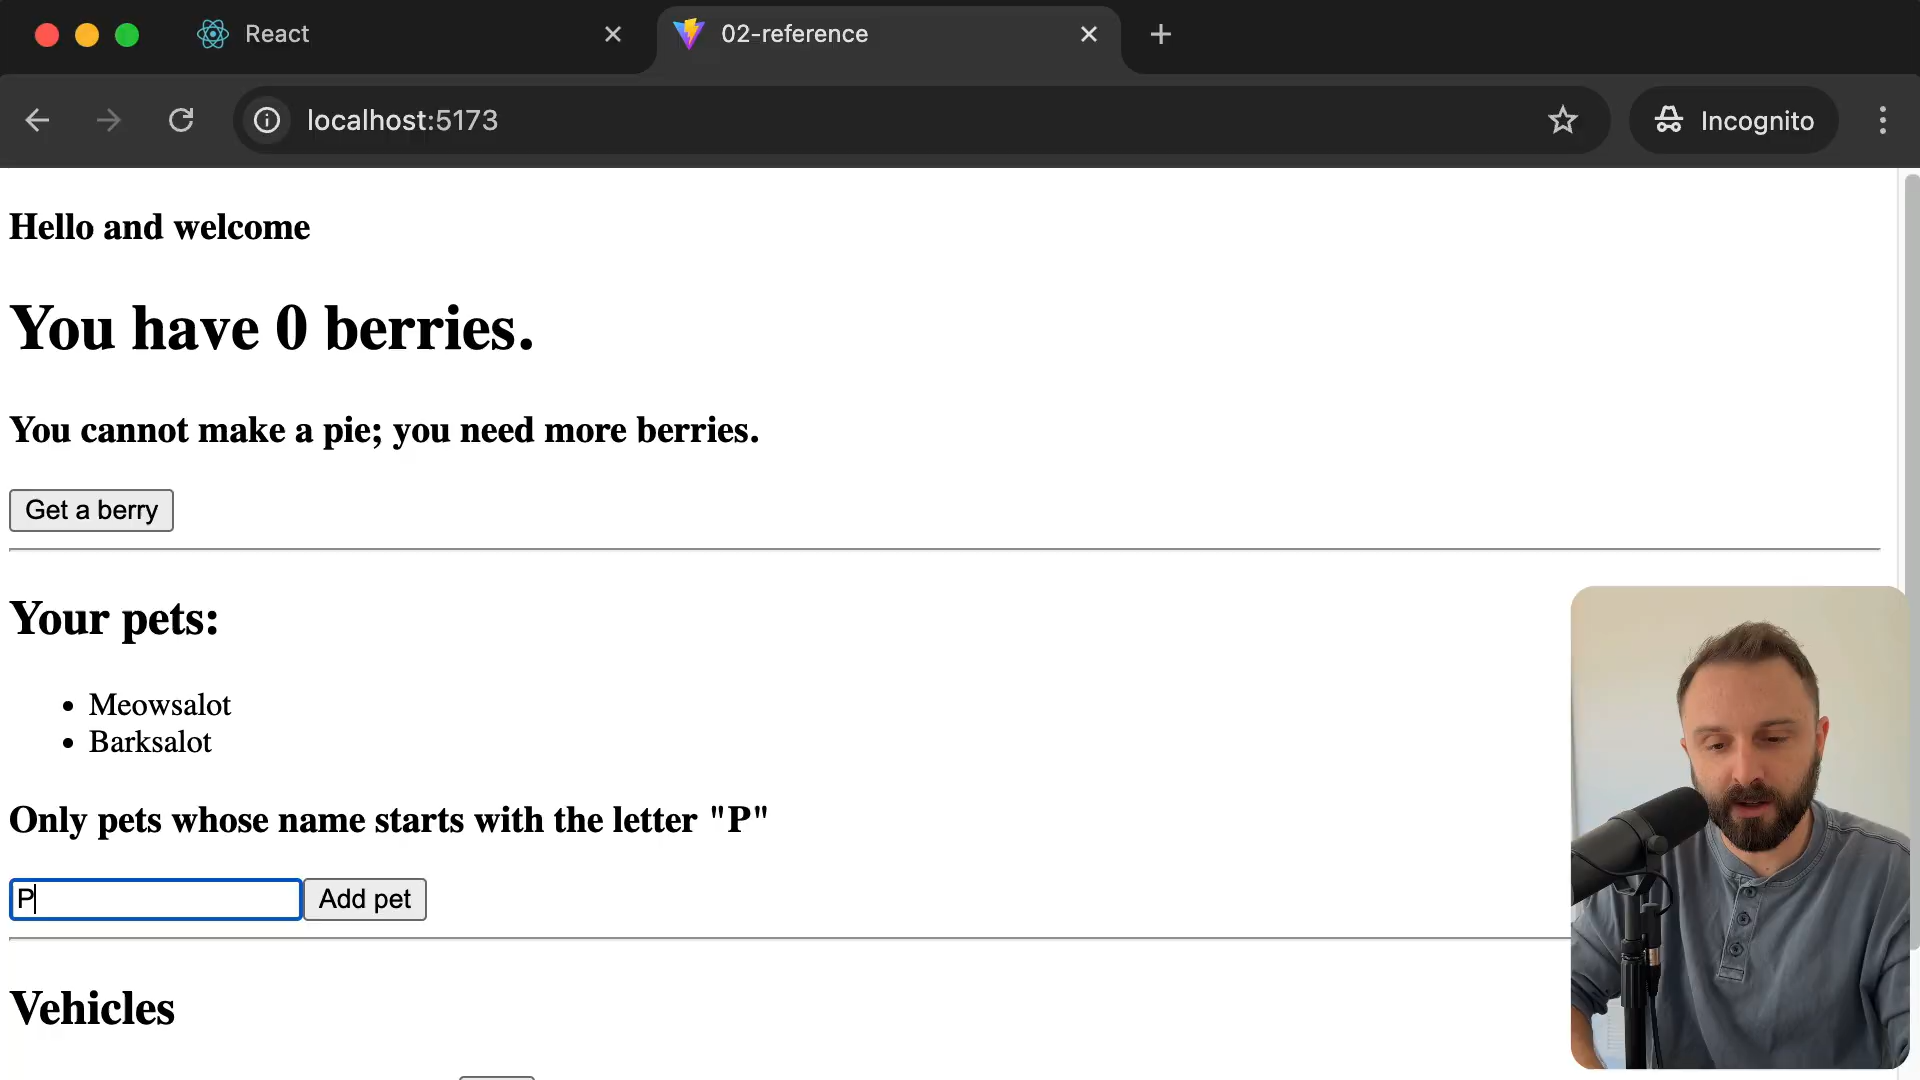 React
02-reference
localhost:5173
Incognito
Hello and welcome
You have 0 berries.
You cannot make a pie; you need more berries.
Get a berry
Your pets:
Meowsalot
Barksalot
Only pets whose name starts with the letter "P"
P
Add pet
Vehicles